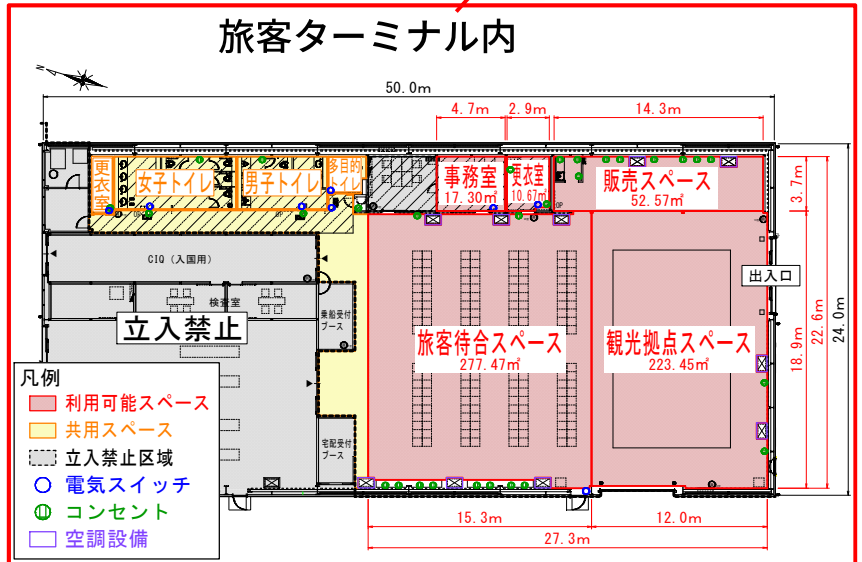 旅客ターミナル内
N
50.0m
4.7m
2.9m
14.3m
更衣室
女子トイレ
男子トイレ
多目的
トイレ
事務室
17.30㎡
更衣室
10.67㎡
販売スペース
52.57㎡
3.7m
CIQ (入国用)
検査室
立入禁止
乗船受付
ブース
旅客待合スペース
277.47㎡
観光拠点スペース
223.45㎡
出入口
18.9m
22.6m
24.0m
宅配受付
ブース
凡例
利用可能スペース
共用スペース
立入禁止区域
電気スイッチ
コンセント
空調設備
15.3m
12.0m
27.3m